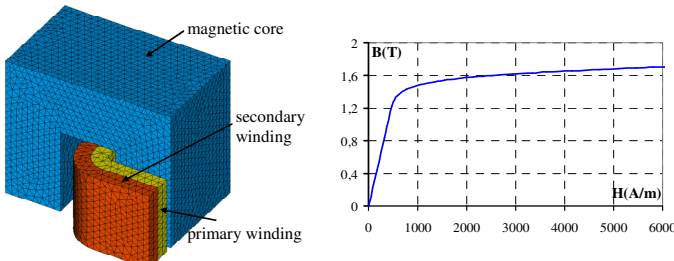 magnetic core
secondary
winding
primary winding
B(T)
2
1.6
1.2
0.8
0.4
0
H(A/m)
0 1000 2000 3000 4000 5000 6000